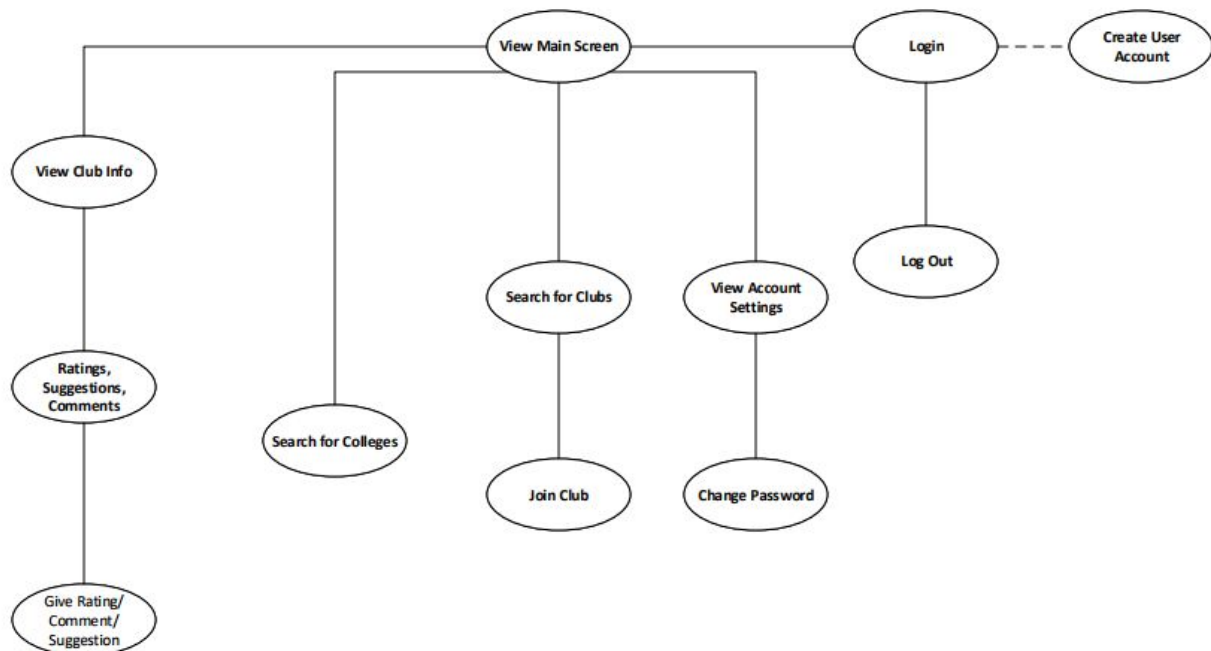 View Main Screen
Login
Create User
Account
View Club Info
Log Out
Search for Clubs
View Account
Settings
Ratings,
Suggestions,
Comments
Search for Colleges
Join Club
Change Password
Give Rating/
Comment/
Suggestion